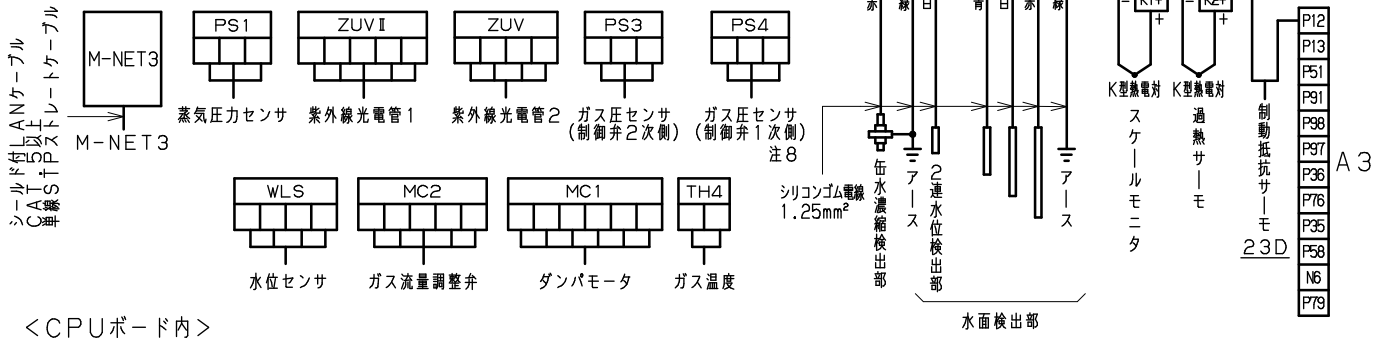 シールド付LANケーブル
CAT.5以上
単線STPストレートケーブル
M-NET3
M-NET3
PS1
蒸気圧力センサ
ZUVⅡ
紫外線光電管1
ZUV
紫外線光電管2
PS3
ガス圧センサ
(制御弁2次側)
PS4
ガス圧センサ
(制御弁1次側)
注8
WLS
水位センサ
MC2
ガス流量調整弁
MC1
ダンパモータ
TH4
ガス温度
シリコンゴム電線
1.25mm²
赤
線
白
青
白
赤
線
缶水濃縮検出部
アース
2連水位検出部
アース
水面検出部
- K1+
+
K型熱電対
スケールモニタ
- K2+
+
K型熱電対
過熱サーモ
制動抵抗サーモ
23D
P12
P13
P51
P91
P98
P97
P36
P76
P35
P58
N6
P79
A3
<CPUボード内>